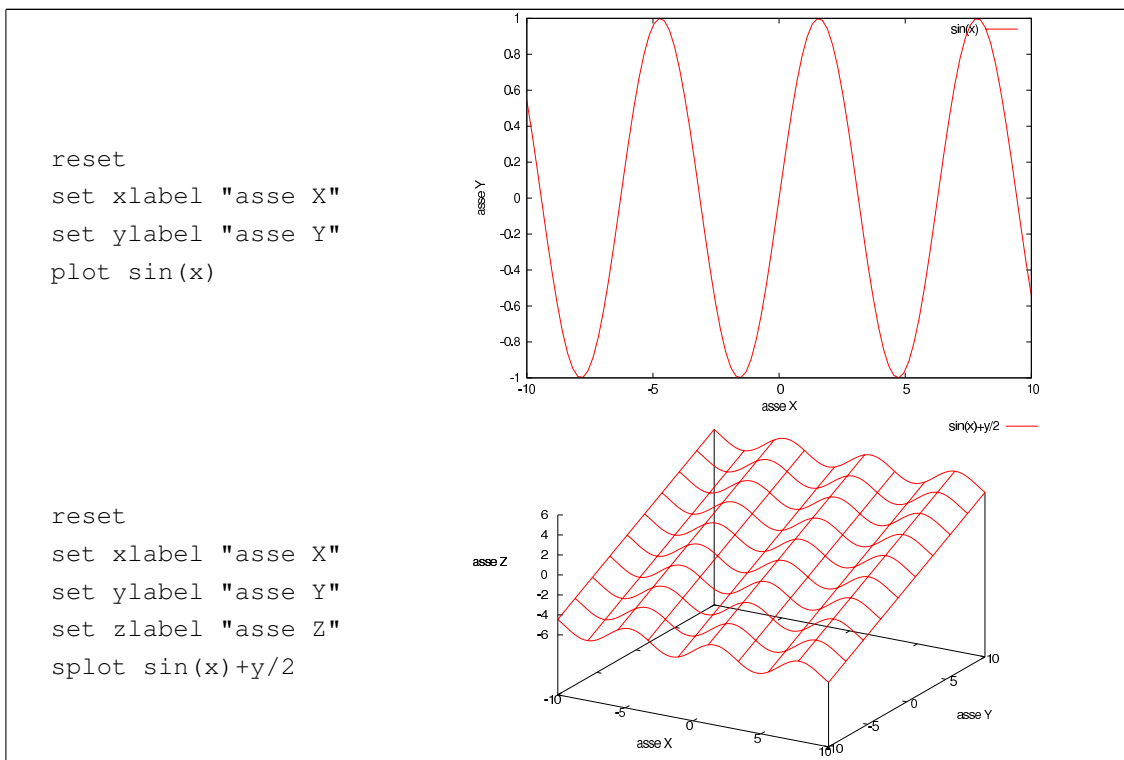 reset
set xlabel "asse X"
set ylabel "asse Y"
plot sin(x)
sin(x)
1
0.8
0.6
0.4
0.2
0
-0.2
-0.4
-0.6
-0.8
-1
asse Y
-10 -5 0 5 10
asse X
reset
set xlabel "asse X"
set ylabel "asse Y"
set zlabel "asse Z"
splot sin(x)+y/2
sin(x)+y/2
6
4
2
0
-2
-4
-6
asse Z
-10 -5 0 5 10
asse X
-10 -5 0 5 10
asse Y